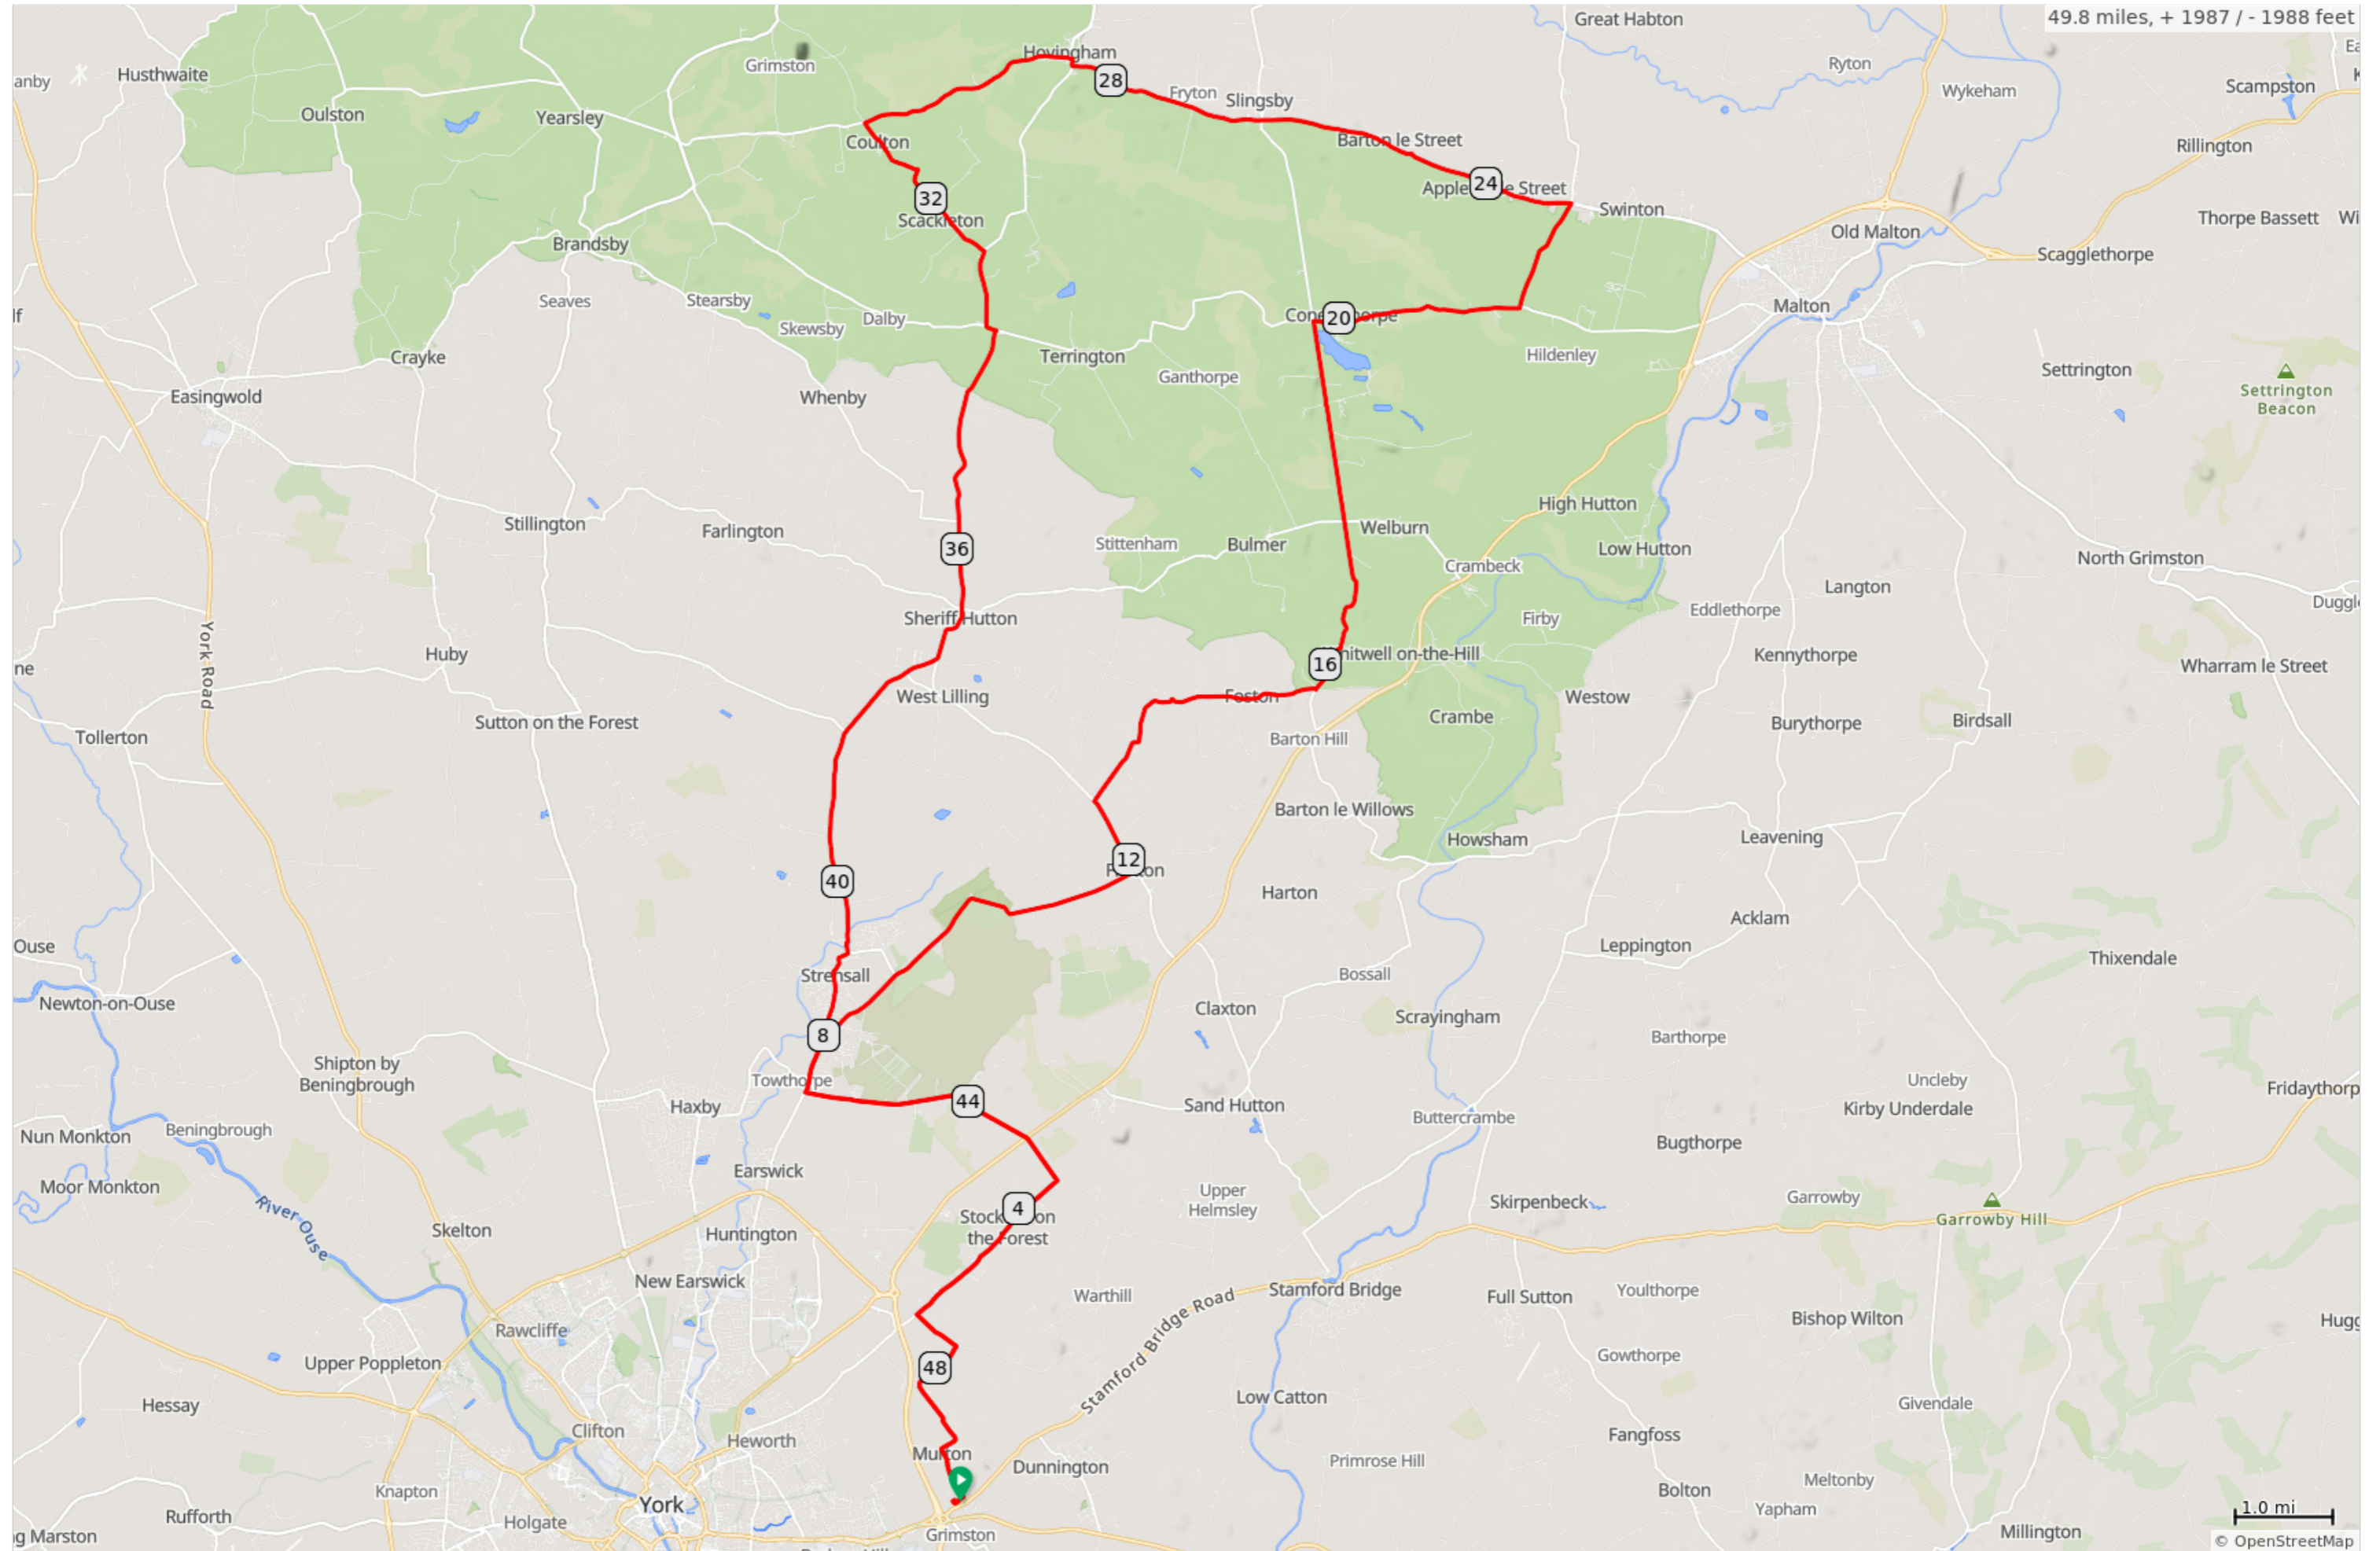 49.8 miles, + 1987 / - 1988 feet
Great Habton
Hovingham
Grimston
Husthwaite
anby
Ryton
Scampston
Wykeham
28
Fryton
Slingsby
Oulston
Yearsley
Coulton
Barton le Street
Rillington
24
32
Scackleton
Swinton
Thorpe Bassett
Old Malton
Brandsby
Scagglethorpe
Seaves
Stearsby
Skewsby
Dalby
20
Malton
Terrington
Crayke
Hildenley
Ganthorpe
Settrington
Easingwold
Whenby
Settrington
Beacon
High Hutton
Stillington
Farlington
Welburn
Stittenham
Bulmer
Low Hutton
36
Crambeck
North Grimston
Langton
Eddlethorpe
Firby
Sheriff Hutton
York Road
Huby
16
Kennythorpe
Wharram le Street
ne
West Lilling
Foston
Westow
Sutton on the Forest
Crambe
Burythorpe
Birdsall
Tollerton
Barton Hill
Barton le Willows
Howsham
Leavening
12
40
Harton
Acklam
Ouse
Leppington
Thixendale
Strensall
Bossall
Newton-on-Ouse
Claxton
Scrayingham
8
Barthorpe
Shipton by
Beningbrough
Towthorpe
Uncleby
Fridaythorp
44
Haxby
Sand Hutton
Kirby Underdale
Buttercrambe
Nun Monkton
Beningbrough
Bugthorpe
Earswick
Moor Monkton
Upper
Helmsley
Skirpenbeck
Garrowby
4
River Ouse
Garrowby Hill
the Forest
Skelton
Huntington
New Earswick
Stamford Bridge
Warthill
Full Sutton
Youlthorpe
Stamford Bridge Road
Bishop Wilton
Rawcliffe
Upper Poppleton
Gowthorpe
48
Low Catton
Hessay
Givendale
Clifton
Heworth
Fangfoss
Murton
Dunnington
Primrose Hill
Meltonby
Knapton
Bolton
York
Yapham
Rufforth
Holgate
1.0 mi
g Marston
Grimston
Millington
© OpenStreetMap